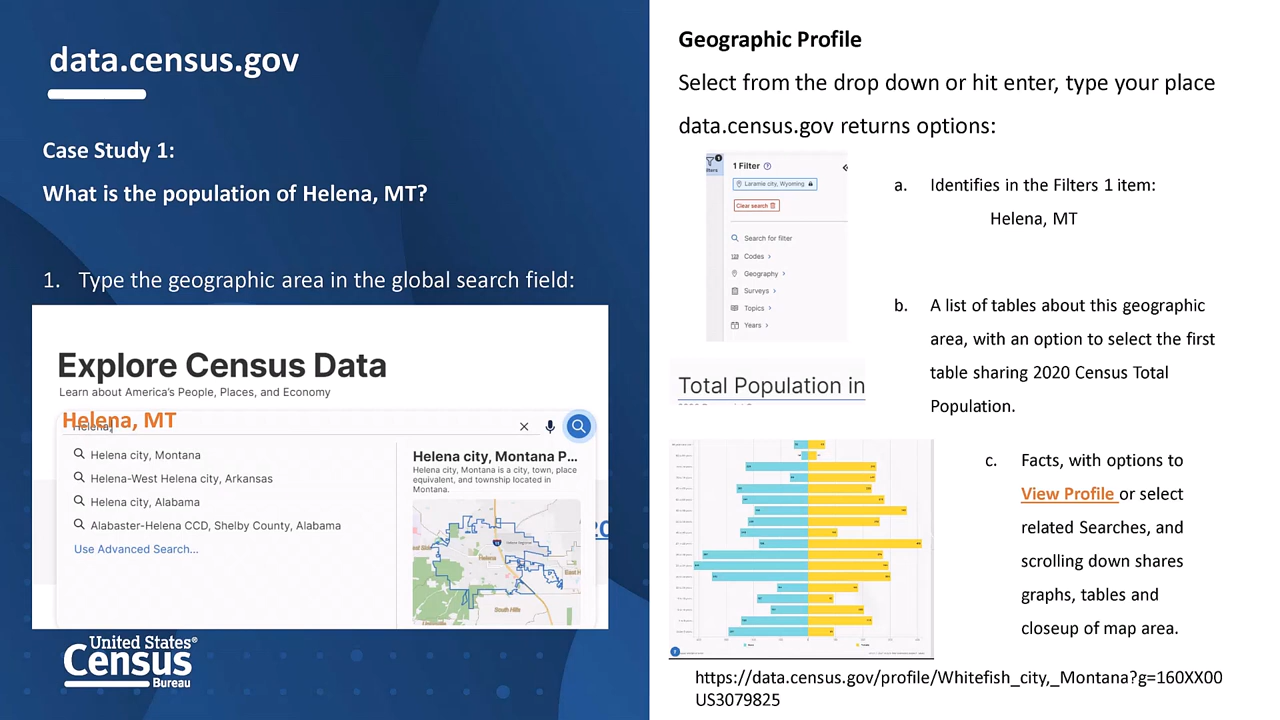 data.census.gov
Case Study 1:
What is the population of Helena, MT?
1. Type the geographic area in the global search field:
Explore Census Data
Learn about America's People, Places, and Economy
Helena, MT
Helena city, Montana
Helena-West Helena city, Arkansas
Helena city, Alabama
Alabaster-Helena CCD, Shelby County, Alabama
Use Advanced Search...
Helena city, Montana P...
Helena city, Montana is a city, town, place
equivalent, and township located in
Montana.
Helena
South Hills
United States®
Census
Bureau
Geographic Profile
Select from the drop down or hit enter, type your place
data.census.gov returns options:
1 Filter
Laramie city, Wyoming
Clear search
Search for filter
Codes
Geography
Surveys
Topics
Years
a. Identifies in the Filters 1 item:
Helena, MT
b. A list of tables about this geographic
area, with an option to select the first
table sharing 2020 Census Total
Population.
Total Population in
c. Facts, with options to
View Profile or select
related Searches, and
scrolling down shares
graphs, tables and
closeup of map area.
https://data.census.gov/profile/Whitefish_city,_Montana?g=160XX00
US3079825